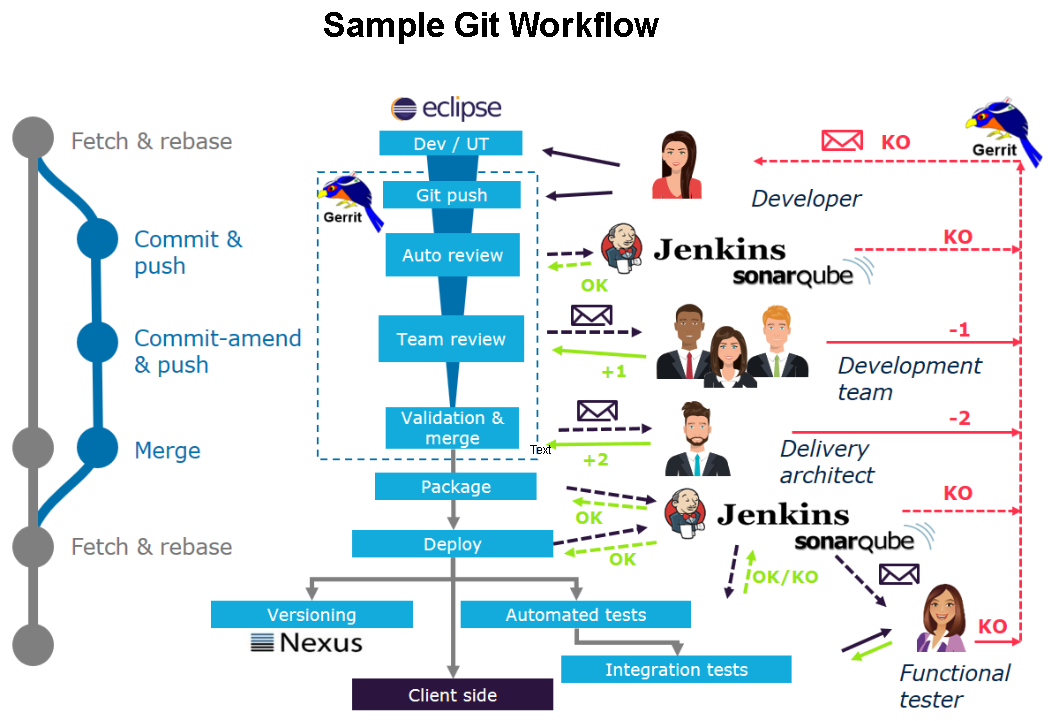 Sample Git Workflow
eclipse
Fetch & rebase
Dev / UT
KO
Gerrit
Developer
Git push
Gerrit
Commit &
push
Auto review
OK
Jenkins
sonarqube
KO
Commit-amend
& push
Team review
+1
-1
Development
team
Merge
Validation &
merge
Text
+2
-2
Delivery
architect
Package
OK
Jenkins
sonarqube
KO
Fetch & rebase
Deploy
OK
OK/KO
Versioning
Nexus
Automated tests
KO
Integration tests
Functional
tester
Client side